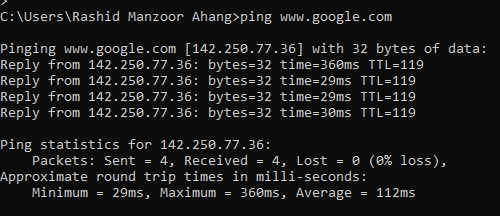 >
C:\Users\Rashid Manzoor Ahang>ping www.google.com
Pinging www.google.com [142.250.77.36] with 32 bytes of data:
Reply from 142.250.77.36: bytes=32 time=360ms TTL=119
Reply from 142.250.77.36: bytes=32 time=29ms TTL=119
Reply from 142.250.77.36: bytes=32 time=29ms TTL=119
Reply from 142.250.77.36: bytes=32 time=30ms TTL=119
Ping statistics for 142.250.77.36:
Packets: Sent = 4, Received = 4, Lost = 0 (0% loss),
Approximate round trip times in milli-seconds:
Minimum = 29ms, Maximum = 360ms, Average = 112ms